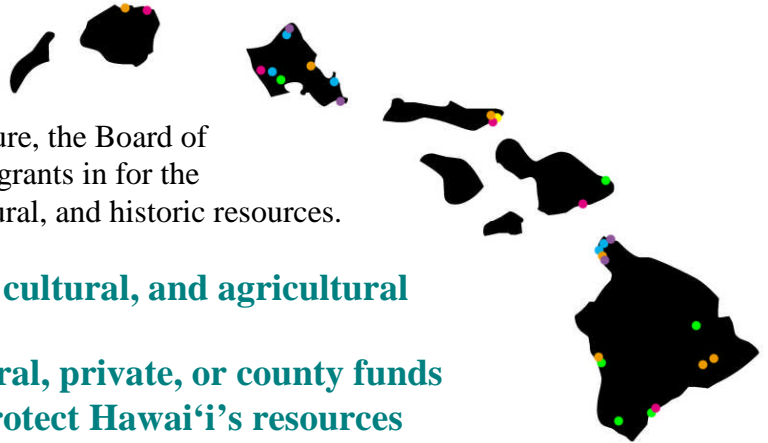 ure, the Board of
grants in for the
ural, and historic resources.
cultural, and agricultural
ral, private, or county funds
rotect Hawai‘i’s resources